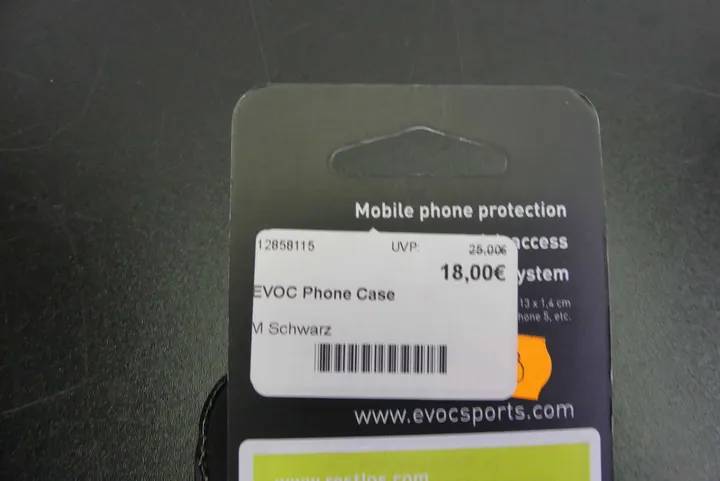 Mobile phone protection
access
ystem
13 x 1,4 cm
hone 5, etc.
12858115 UVP: 25,00€
18,00€
EVOC Phone Case
M Schwarz
www.evocsports.com